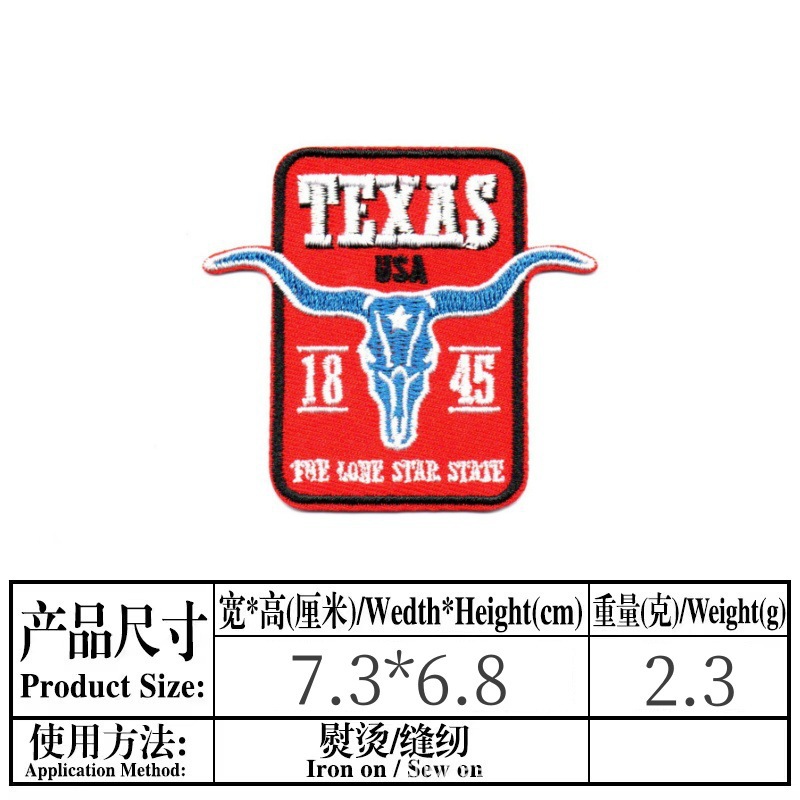 TEXAS
USA
18 45
THE LONE STAR STATE
产品尺寸
Product Size:
宽*高(厘米)/Wedth*Height(cm)
重量(克)/Weight(g)
7.3*6.8
2.3
使用方法:
Application Method:
熨烫/缝纫
Iron on / Sew on